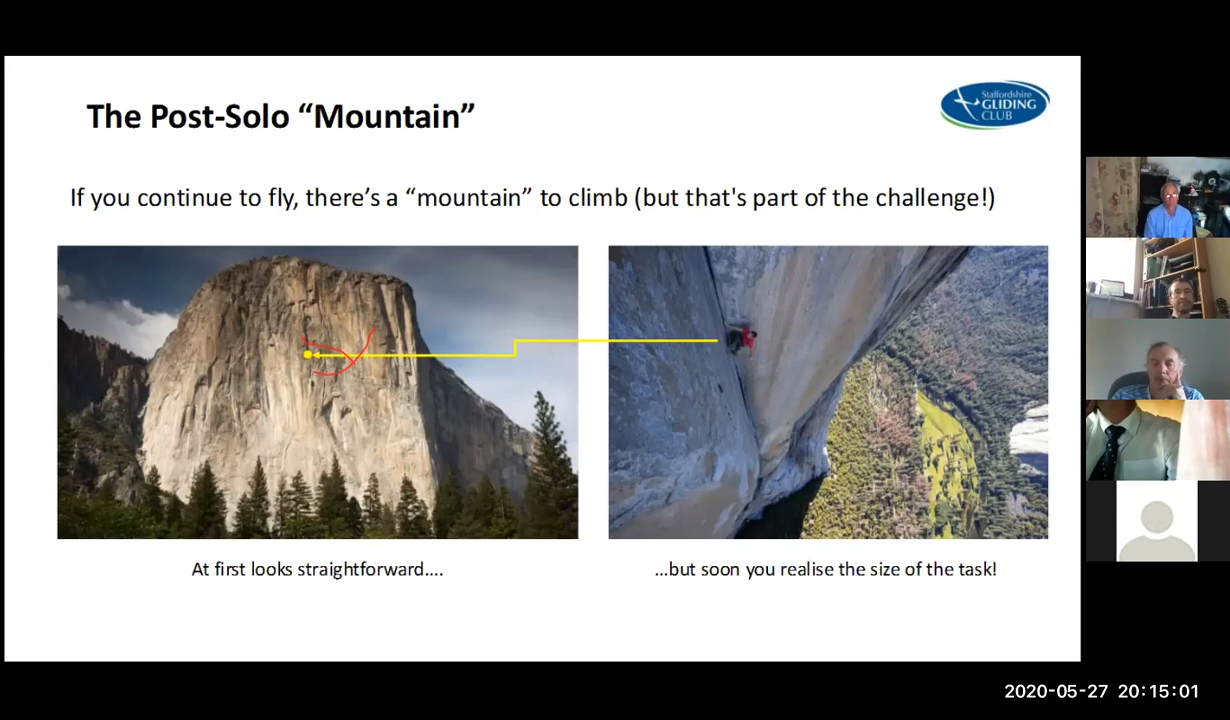 The Post-Solo “Mountain”
Staffordshire
GLIDING
CLUB
If you continue to fly, there’s a “mountain” to climb (but that's part of the challenge!)
At first looks straightforward….
…but soon you realise the size of the task!
2020-05-27 20:15:01